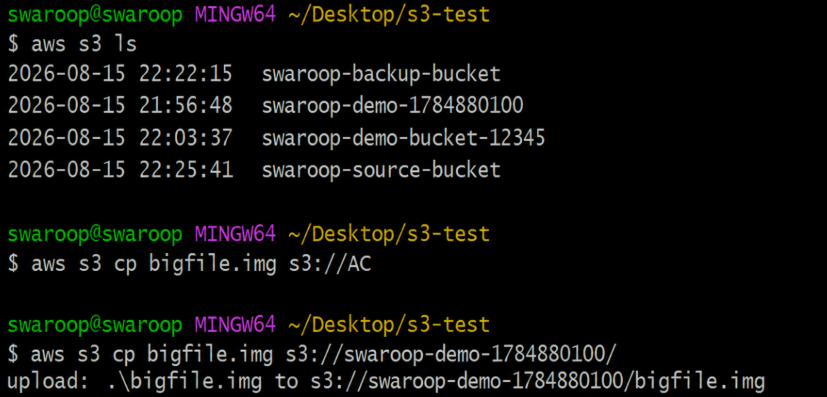 swaroop@swaroop MINGW64 ~/Desktop/s3-test
$ aws s3 ls
2026-08-15 22:22:15  swaroop-backup-bucket
2026-08-15 21:56:48  swaroop-demo-1784880100
2026-08-15 22:03:37  swaroop-demo-bucket-12345
2026-08-15 22:25:41  swaroop-source-bucket
swaroop@swaroop MINGW64 ~/Desktop/s3-test
$ aws s3 cp bigfile.img s3://AC
swaroop@swaroop MINGW64 ~/Desktop/s3-test
$ aws s3 cp bigfile.img s3://swaroop-demo-1784880100/
upload: .\bigfile.img to s3://swaroop-demo-1784880100/bigfile.img